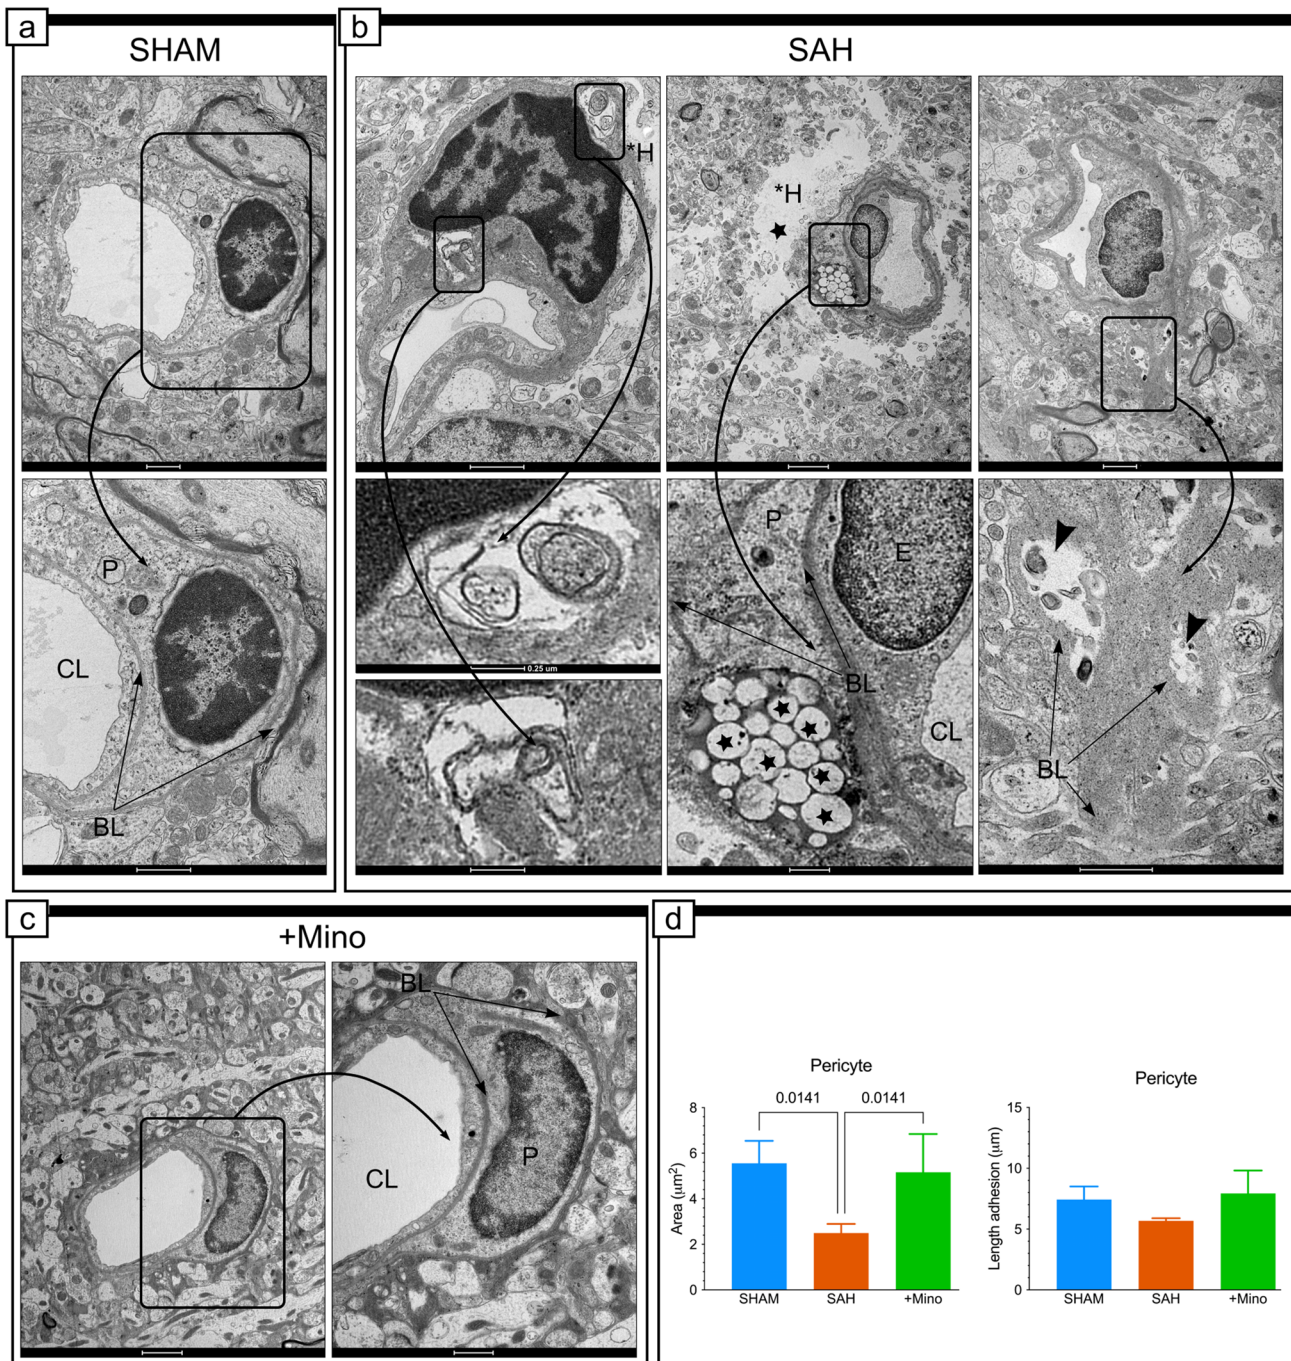 a
SHAM
P
CL
BL
b
SAH
*H
*H
0.25 um
P
E
BL
CL
BL
c
+Mino
BL
CL
P
d
Pericyte
0.0141
0.0141
8
6
4
2
0
Area (μm²)
SHAM
SAH
+Mino
Pericyte
15
10
5
0
Length adhesion (μm)
SHAM
SAH
+Mino